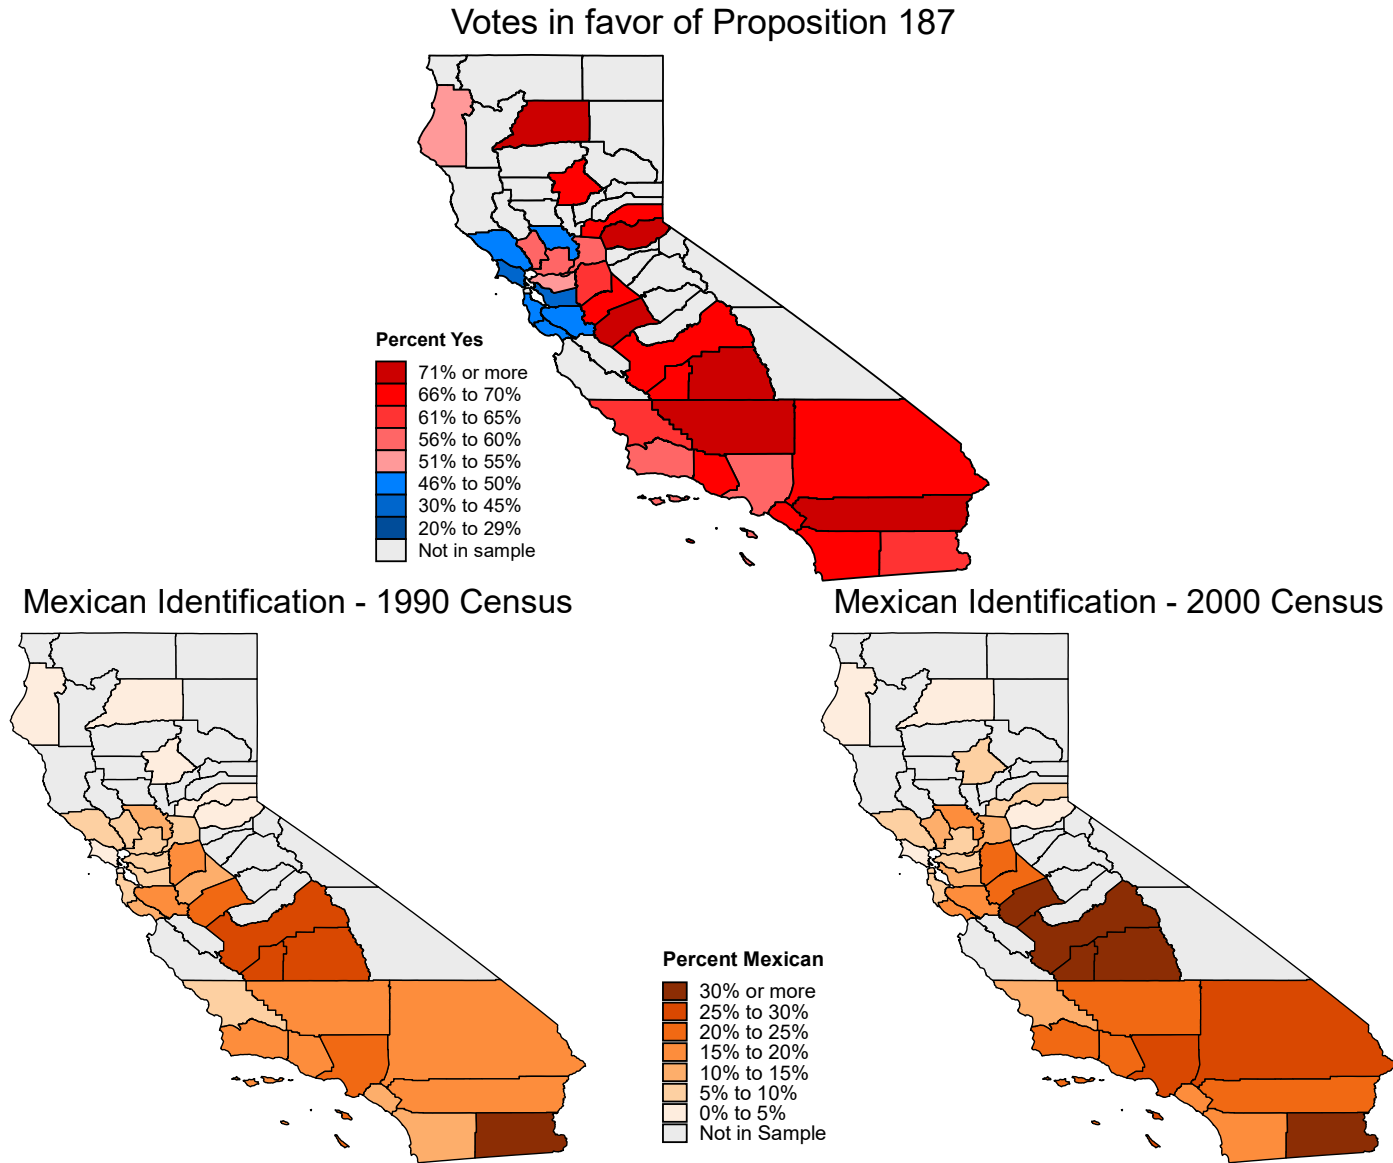 Votes in favor of Proposition 187
Percent Yes
71% or more
66% to 70%
61% to 65%
56% to 60%
51% to 55%
46% to 50%
30% to 45%
20% to 29%
Not in sample
Mexican Identification - 1990 Census
Mexican Identification - 2000 Census
Percent Mexican
30% or more
25% to 30%
20% to 25%
15% to 20%
10% to 15%
5% to 10%
0% to 5%
Not in Sample